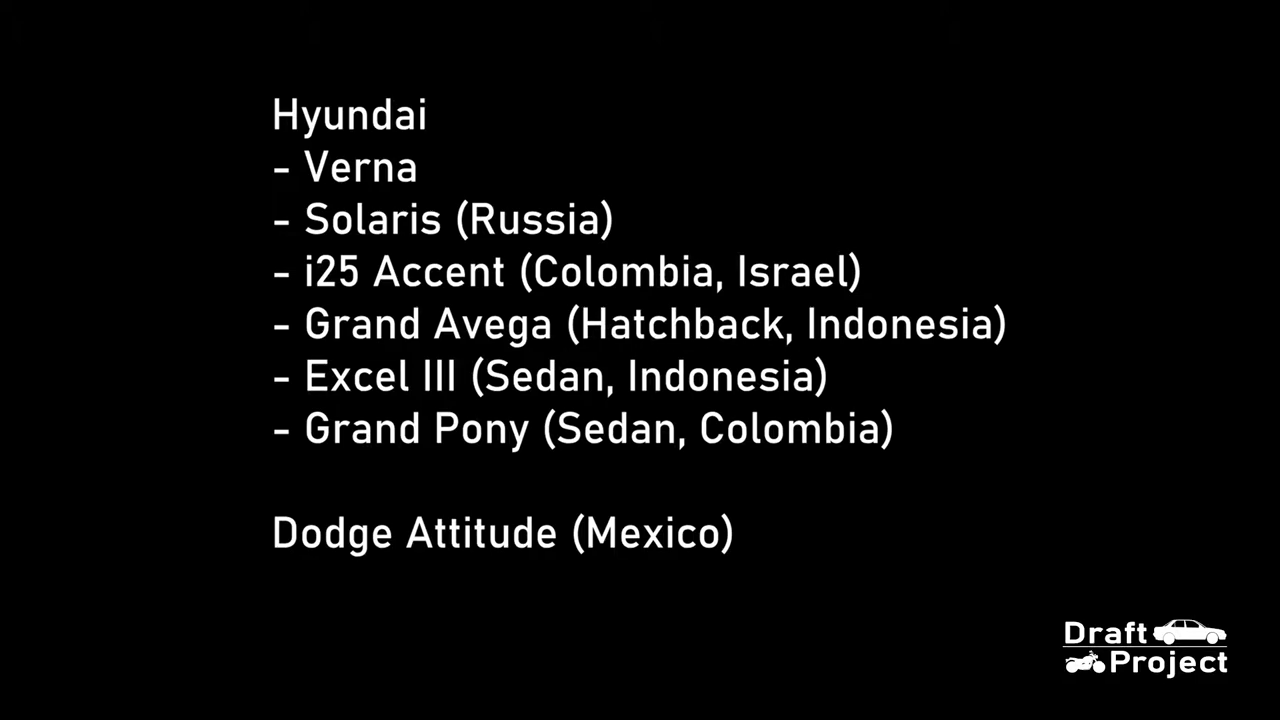 Hyundai
- Verna
- Solaris (Russia)
- i25 Accent (Colombia, Israel)
- Grand Avega (Hatchback, Indonesia)
- Excel III (Sedan, Indonesia)
- Grand Pony (Sedan, Colombia)
Dodge Attitude (Mexico)
Draft
Project